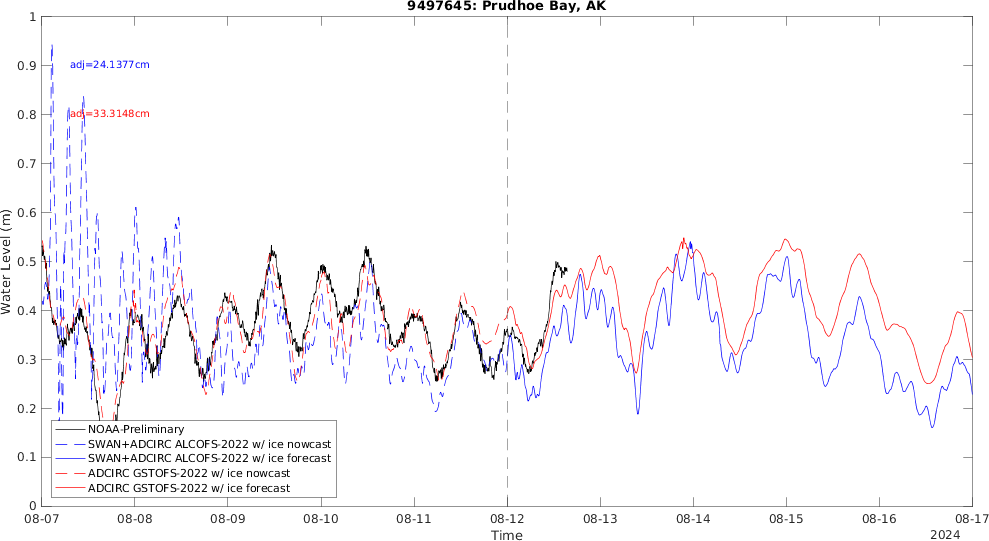 9497645: Prudhoe Bay, AK
1
0.9
0.8
0.7
0.6
0.5
0.4
0.3
0.2
0.1
0
Water Level (m)
adj=24.1377cm
adj=33.3148cm
NOAA-Preliminary
SWAN+ADCIRC ALCOFS-2022 w/ ice nowcast
SWAN+ADCIRC ALCOFS-2022 w/ ice forecast
ADCIRC GSTOFS-2022 w/ ice nowcast
ADCIRC GSTOFS-2022 w/ ice forecast
08-07 08-08 08-09 08-10 08-11 08-12 08-13 08-14 08-15 08-16 08-17
Time
2024